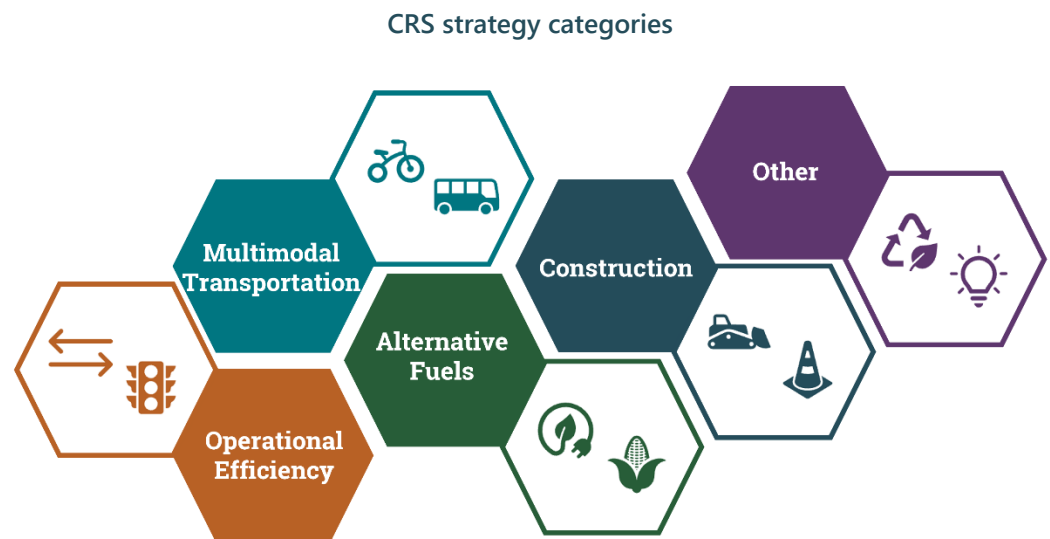 CRS strategy categories
Other
Multimodal
Transportation
Construction
Alternative
Fuels
Operational
Efficiency